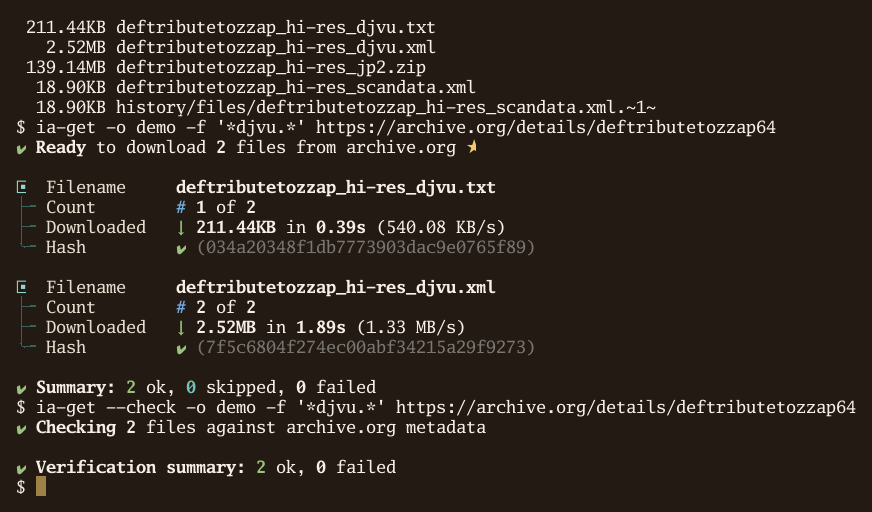 211.44KB deftributetozzap_hi-res_djvu.txt
2.52MB deftributetozzap_hi-res_djvu.xml
139.14MB deftributetozzap_hi-res_jp2.zip
18.90KB deftributetozzap_hi-res_scandata.xml
18.90KB history/files/deftributetozzap_hi-res_scandata.xml.~1~
$ ia-get -o demo -f '*djvu.*' https://archive.org/details/deftributetozzap64
✔ Ready to download 2 files from archive.org ★
Filename deftributetozzap_hi-res_djvu.txt
Count # 1 of 2
Downloaded ↓ 211.44KB in 0.39s (540.08 KB/s)
Hash ✔ (034a20348f1db7773903dac9e0765f89)
Filename deftributetozzap_hi-res_djvu.xml
Count # 2 of 2
Downloaded ↓ 2.52MB in 1.89s (1.33 MB/s)
Hash ✔ (7f5c6804f274ec00abf34215a29f9273)
✔ Summary: 2 ok, 0 skipped, 0 failed
$ ia-get --check -o demo -f '*djvu.*' https://archive.org/details/deftributetozzap64
✔ Checking 2 files against archive.org metadata
✔ Verification summary: 2 ok, 0 failed
$